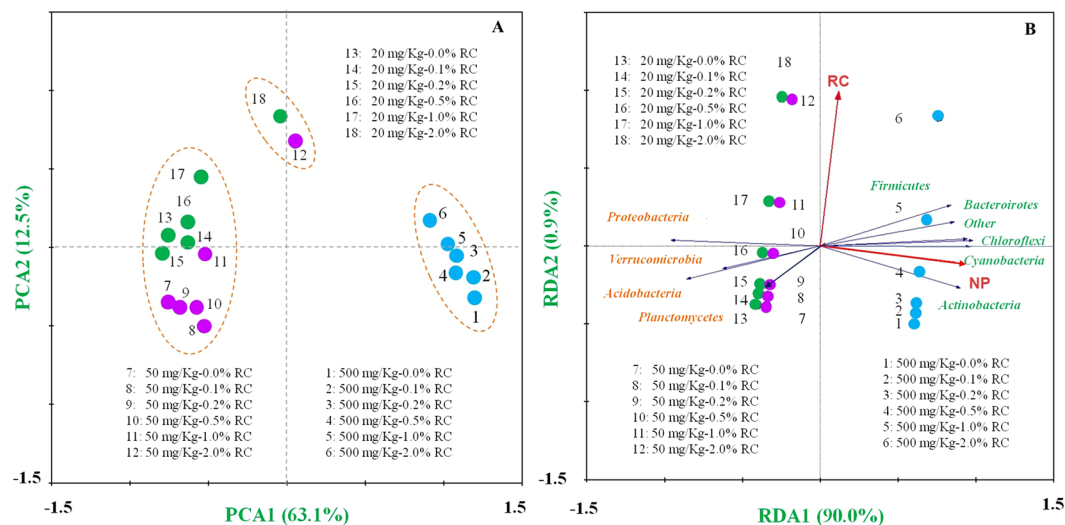 A
13: 20 mg/Kg-0.0% RC
14: 20 mg/Kg-0.1% RC
15: 20 mg/Kg-0.2% RC
16: 20 mg/Kg-0.5% RC
17: 20 mg/Kg-1.0% RC
18: 20 mg/Kg-2.0% RC
18
12
17
16
13
14
15
11
7
9
10
8
6
5
3
4
2
1
7: 50 mg/Kg-0.0% RC
8: 50 mg/Kg-0.1% RC
9: 50 mg/Kg-0.2% RC
10: 50 mg/Kg-0.5% RC
11: 50 mg/Kg-1.0% RC
12: 50 mg/Kg-2.0% RC
1: 500 mg/Kg-0.0% RC
2: 500 mg/Kg-0.1% RC
3: 500 mg/Kg-0.2% RC
4: 500 mg/Kg-0.5% RC
5: 500 mg/Kg-1.0% RC
6: 500 mg/Kg-2.0% RC
PCA2 (12.5%)
-1.5
-1.5
1.5
PCA1 (63.1%)
B
13: 20 mg/Kg-0.0% RC
14: 20 mg/Kg-0.1% RC
15: 20 mg/Kg-0.2% RC
16: 20 mg/Kg-0.5% RC
17: 20 mg/Kg-1.0% RC
18: 20 mg/Kg-2.0% RC
18
12
RC
6
Firmicutes
17
11
5
Bacteroirotes
Proteobacteria
Other
10
Chloroflexi
16
Verrucomicrobia
Cyanobacteria
4
NP
15
9
Acidobacteria
14
8
3
Actinobacteria
2
Planctomycetes
13
7
1
7: 50 mg/Kg-0.0% RC
8: 50 mg/Kg-0.1% RC
9: 50 mg/Kg-0.2% RC
10: 50 mg/Kg-0.5% RC
11: 50 mg/Kg-1.0% RC
12: 50 mg/Kg-2.0% RC
1: 500 mg/Kg-0.0% RC
2: 500 mg/Kg-0.1% RC
3: 500 mg/Kg-0.2% RC
4: 500 mg/Kg-0.5% RC
5: 500 mg/Kg-1.0% RC
6: 500 mg/Kg-2.0% RC
RDA2 (0.9%)
-1.5
-1.5
1.5
RDA1 (90.0%)